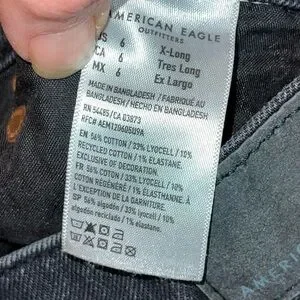 AMERICAN EAGLE
OUTFITTERS
US 6 X-Long
CA 6 Tres Long
MX 6 Ex Largo
MADE IN BANGLADESH / FABRIQUÉ AU
BANGLADESH / HECHO EN BANGLADESH
RN 54485 / CA 03873
RFC# AEM120605U9A
EN 56% COTTON / 33% LYOCELL / 10%
RECYCLED COTTON / 1% ELASTANE.
EXCLUSIVE OF DECORATION.
FR 56% COTON / 33% LYOCELL / 10%
COTON RÉGÉNÉRÉ / 1% ÉLASTHANNE.
L'EXCEPTION DE LA GARNITURE.
SP 56% algodón / 33% lyocell / 10%
algodón reciclado / 1% elastano.
AMERI